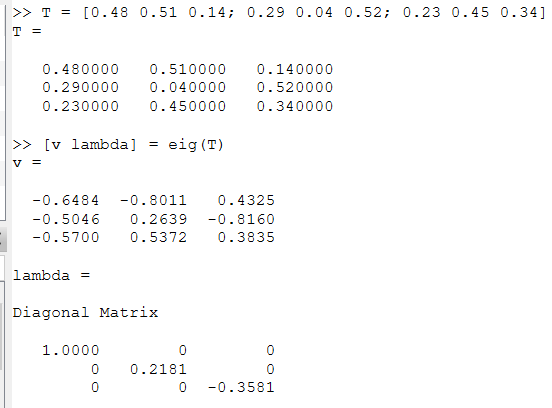 >> T = [0.48 0.51 0.14; 0.29 0.04 0.52; 0.23 0.45 0.34]
T =
0.480000 0.510000 0.140000
0.290000 0.040000 0.520000
0.230000 0.450000 0.340000
>> [v lambda] = eig(T)
v =
-0.6484 -0.8011 0.4325
-0.5046 0.2639 -0.8160
-0.5700 0.5372 0.3835
lambda =
Diagonal Matrix
1.0000 0 0
0 0.2181 0
0 0 -0.3581